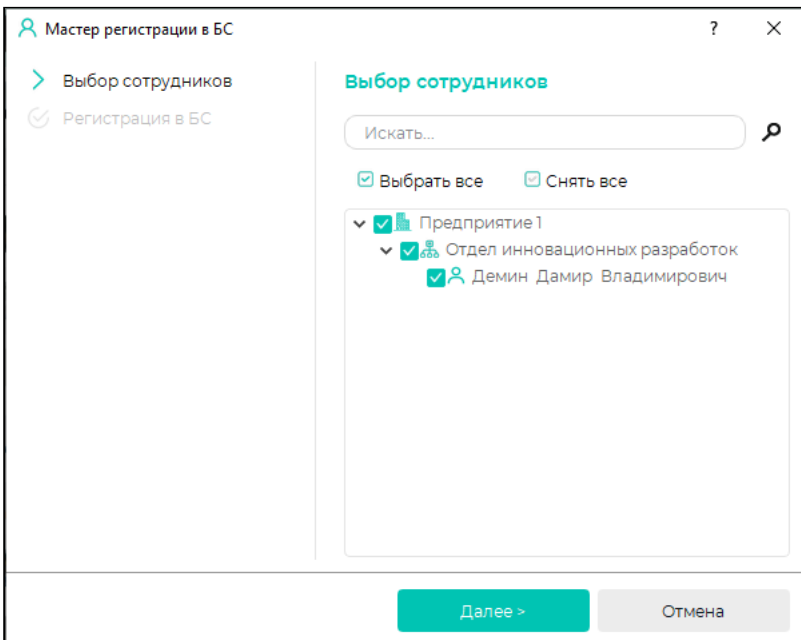 Мастер регистрации в БС
?
Выбор сотрудников
Регистрация в БС
Выбор сотрудников
Искать...
Выбрать все
Снять все
Предприятие 1
Отдел инновационных разработок
Демин Дамир Владимирович
Далее >
Отмена